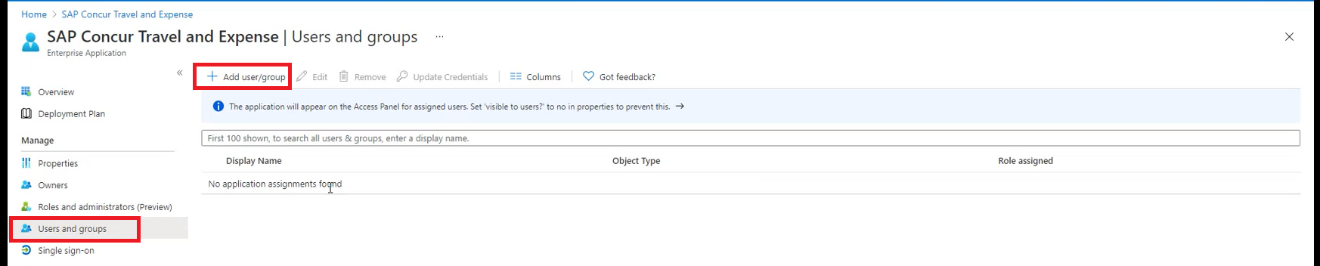 Home > SAP Concur Travel and Expense
SAP Concur Travel and Expense | Users and groups ...
Enterprise Application
«
+ Add user/group Edit Remove Update Credentials Columns Got feedback?
Overview
Deployment Plan
The application will appear on the Access Panel for assigned users. Set 'visible to users?' to no in properties to prevent this. →
Manage
First 100 shown, to search all users & groups, enter a display name.
Properties
Owners
Roles and administrators (Preview)
Users and groups
Single sign-on
Display Name Object Type Role assigned
No application assignments found